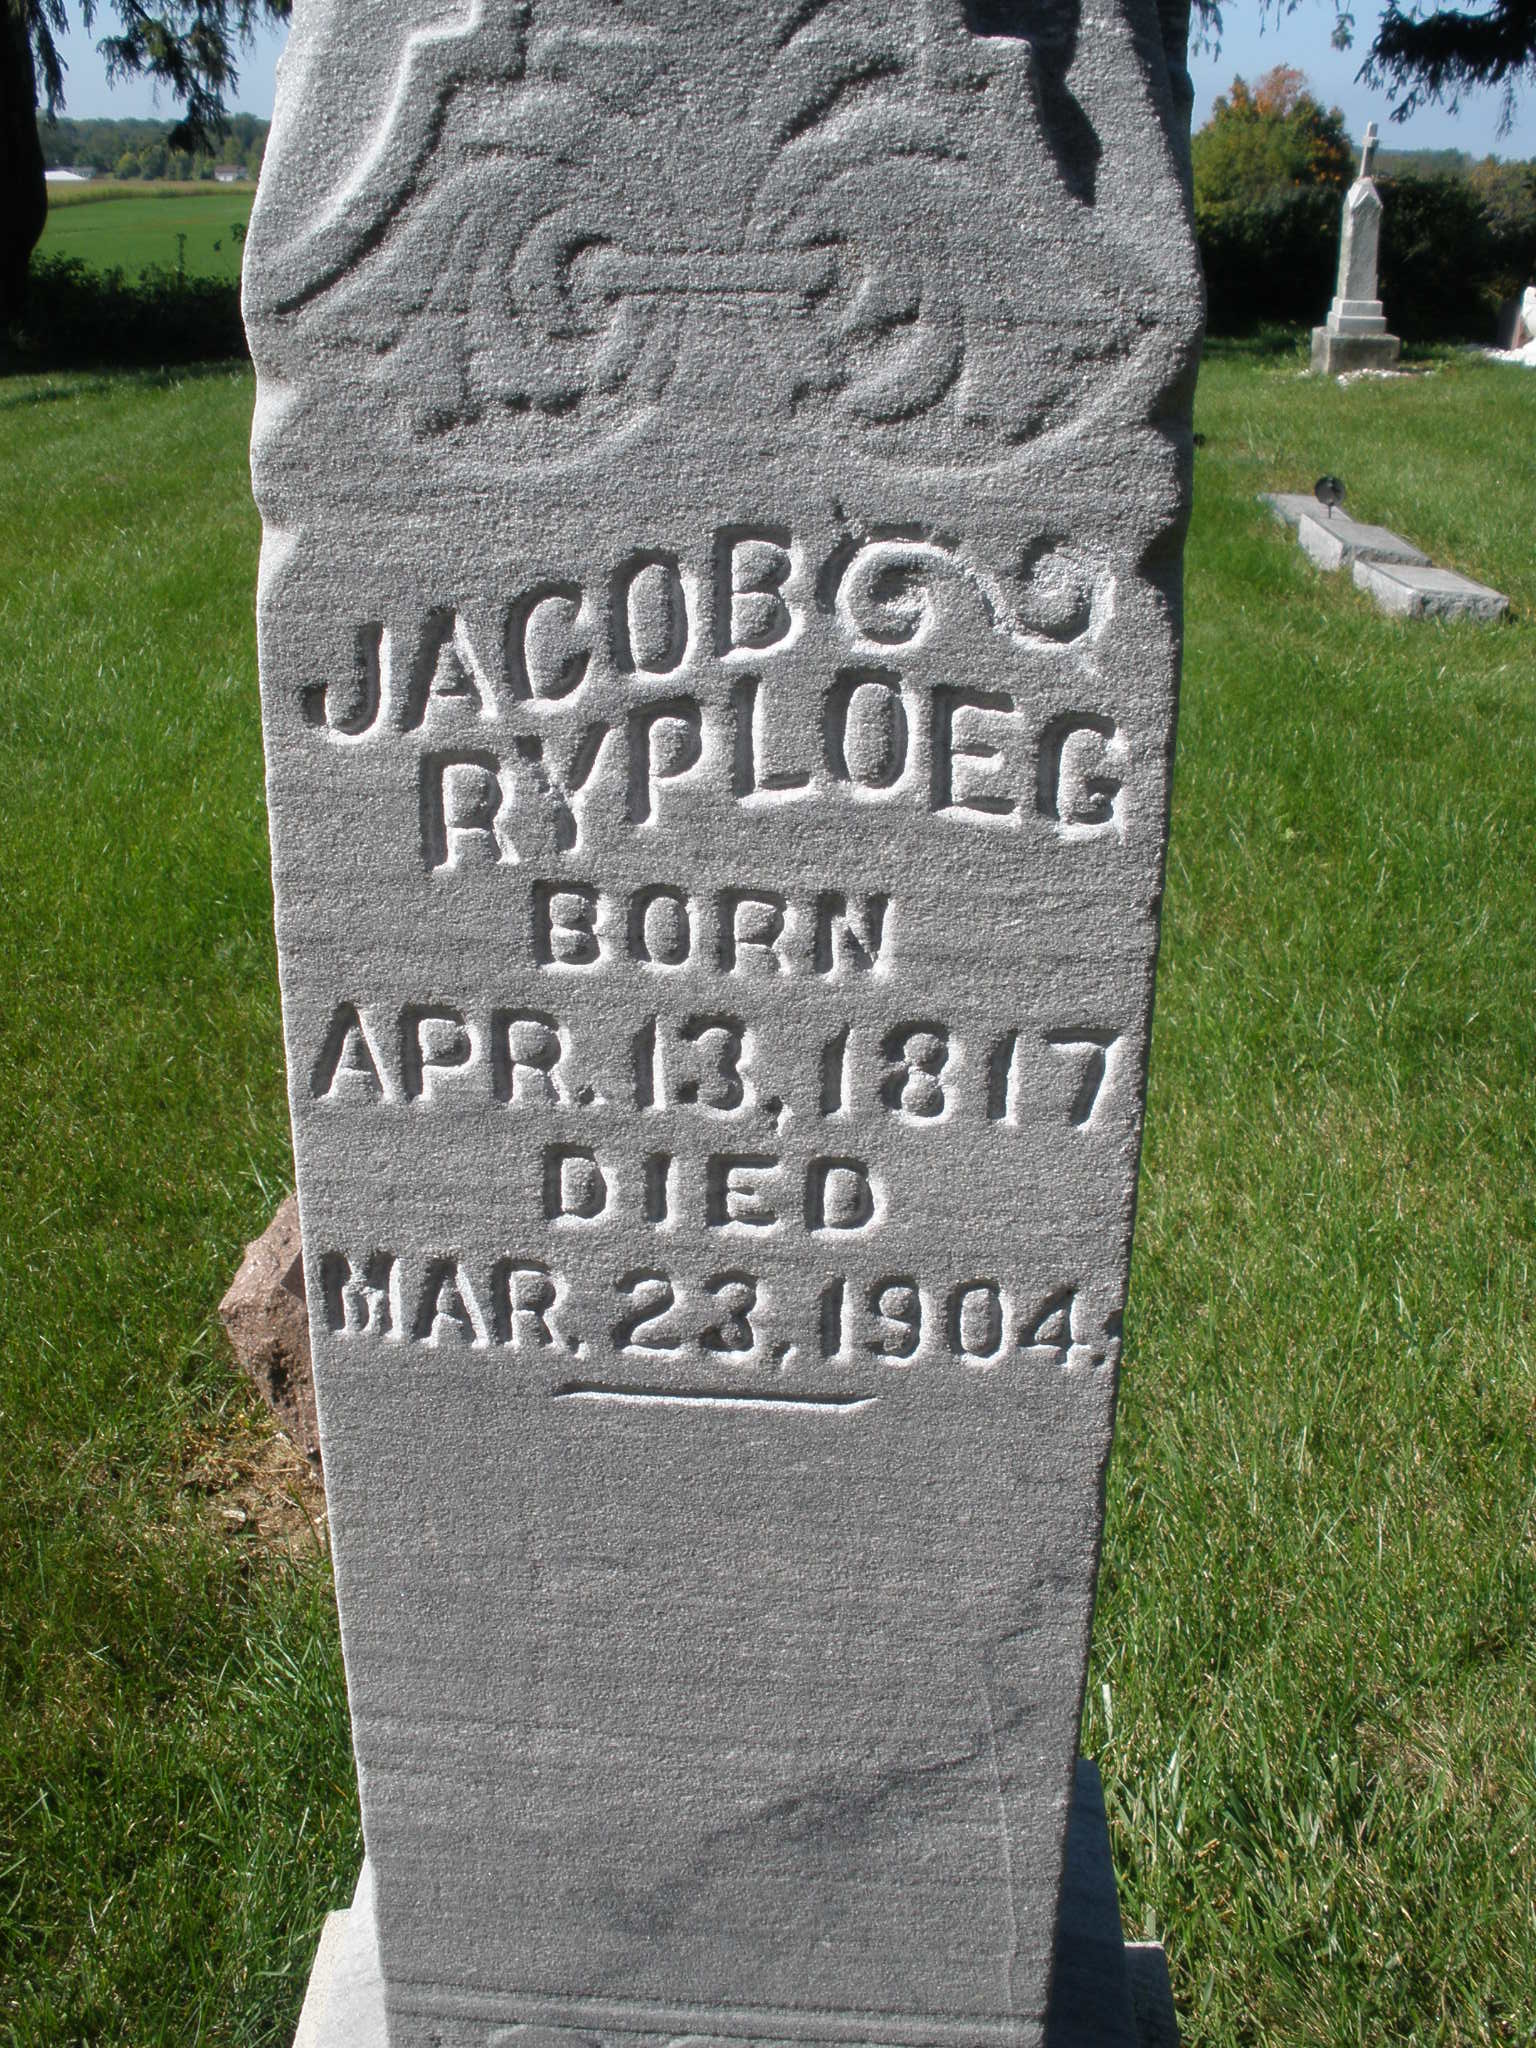 JACOB
RYPLOEG
BORN
APR. 13, 1817
DIED
MAR. 23, 1904.